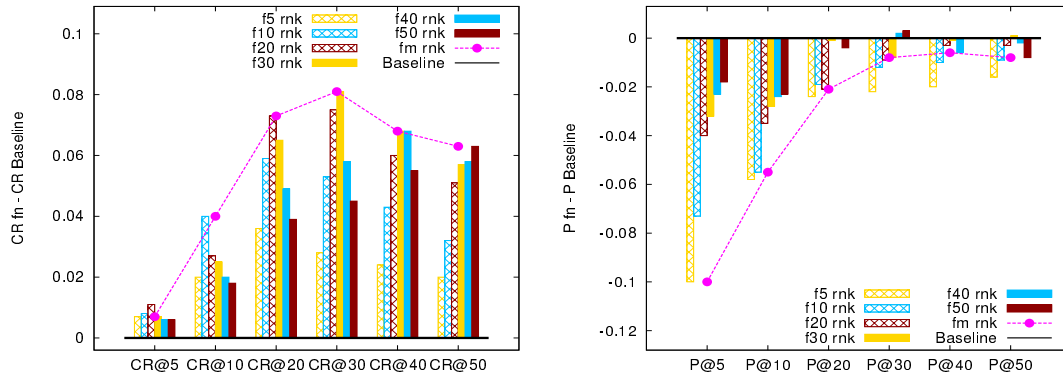 0.1
0.08
0.06
0.04
0.02
0
CR fn - CR Baseline
f5 rnk
f10 rnk
f20 rnk
f30 rnk
f40 rnk
f50 rnk
fm rnk
Baseline
CR@5 CR@10 CR@20 CR@30 CR@40 CR@50
0
-0.02
-0.04
-0.06
-0.08
-0.1
-0.12
P fn - P Baseline
f5 rnk
f10 rnk
f20 rnk
f30 rnk
f40 rnk
f50 rnk
fm rnk
Baseline
P@5 P@10 P@20 P@30 P@40 P@50